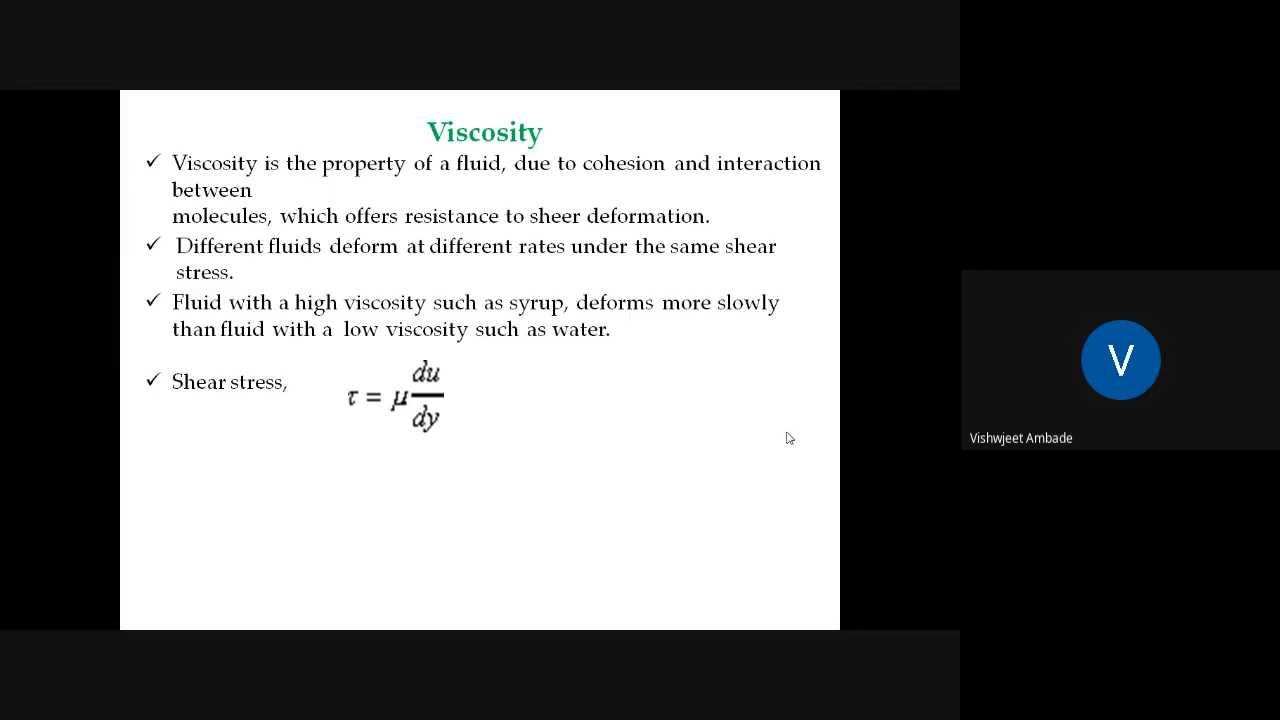 Viscosity
✓ Viscosity is the property of a fluid, due to cohesion and interaction
between
molecules, which offers resistance to sheer deformation.
✓ Different fluids deform at different rates under the same shear
stress.
✓ Fluid with a high viscosity such as syrup, deforms more slowly
than fluid with a low viscosity such as water.
✓ Shear stress, τ = μ du/dy
V
Vishwjeet Ambade